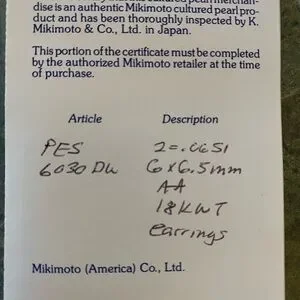 dise is an authentic Mikimoto cultured pearl pro-
duct and has been thoroughly inspected by K.
Mikimoto & Co., Ltd. in Japan.
This portion of the certificate must be completed
by the authorized Mikimoto retailer at the time
of purchase.
Article Description
PES 2=.CES1
6030 DW 6x6.5mm
AA
18KWT
earrings
Mikimoto (America) Co., Ltd.